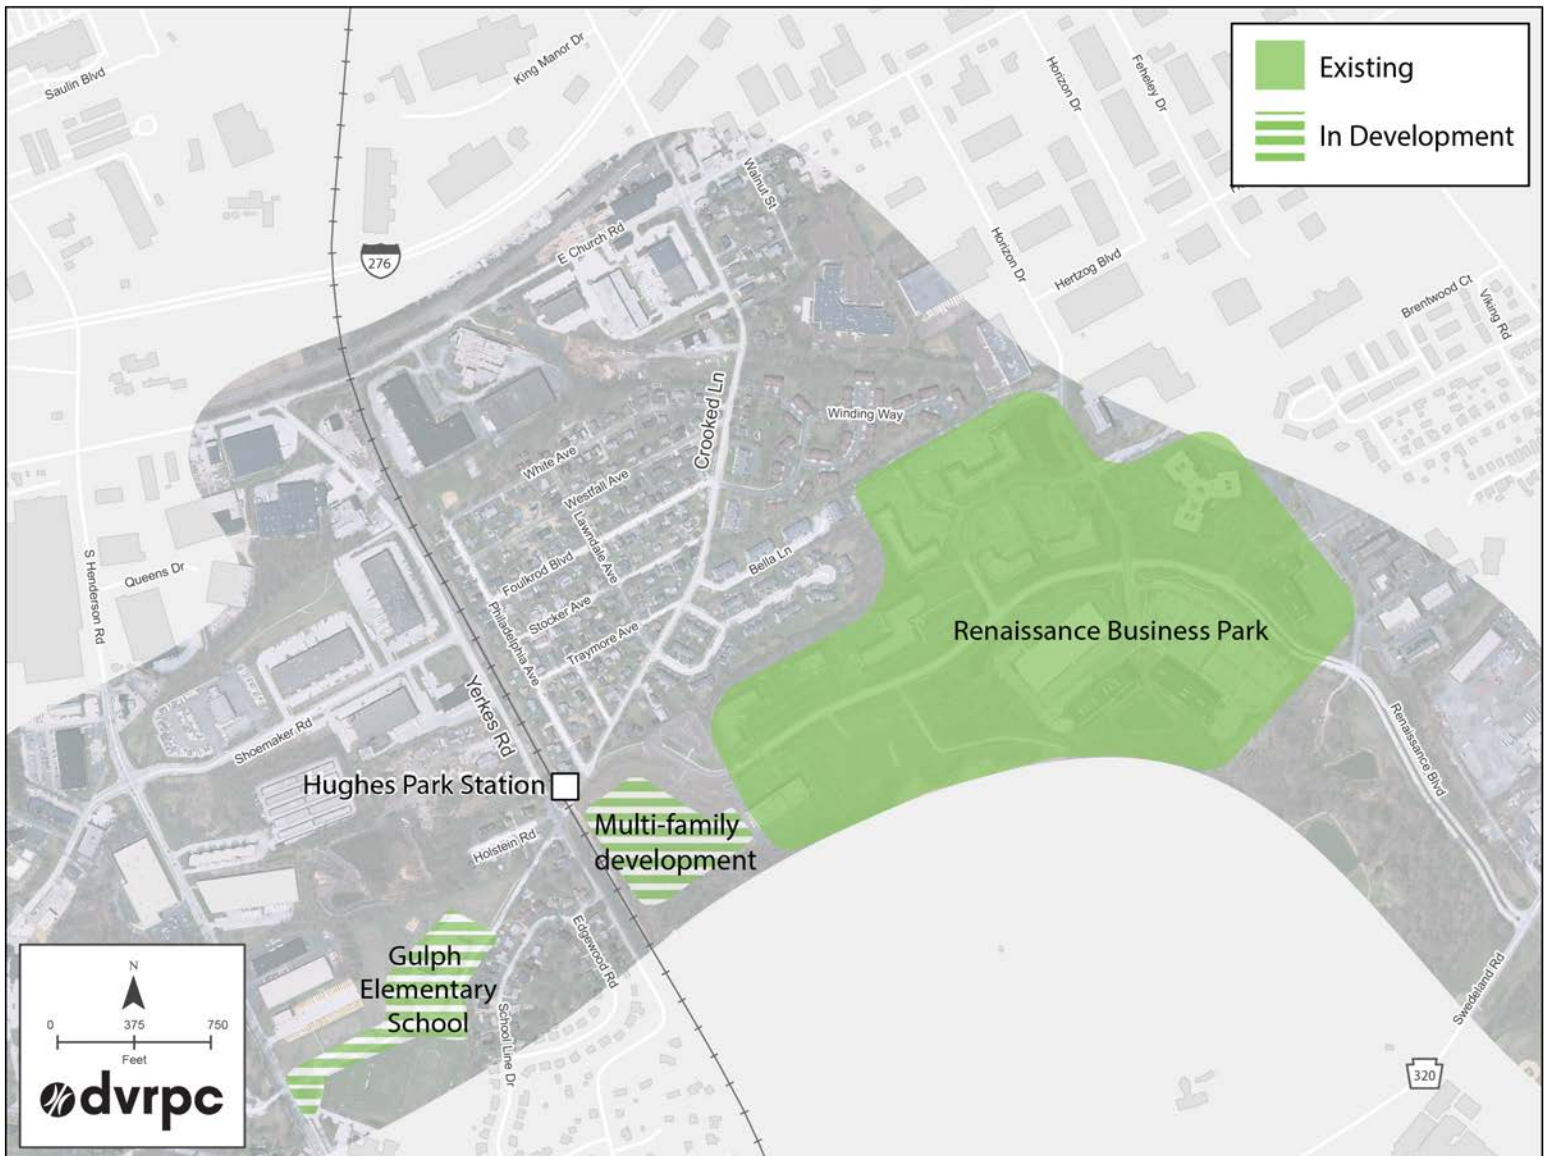 Existing
In Development
Saulin Blvd
King Manor Dr
Horizon Dr
Feheley Dr
Walnut St
276
E Church Rd
Horizon Dr
Hertzog Blvd
Brentwood Ct
Viking Rd
Crooked Ln
Winding Way
White Ave
Westfall Ave
Lawndale Ave
Foulkrod Blvd
Bella Ln
S Henderson Rd
Queens Dr
Stocker Ave
Philadelphia Ave
Traymore Ave
Renaissance Business Park
Yerkes Rd
Shoemaker Rd
Renaissance Blvd
Hughes Park Station
Multi-family
development
Holstein Rd
Edgewood Rd
Gulph
Elementary
School
School Line Dr
Swedeland Rd
320
N
0 375 750
Feet
dvrpc